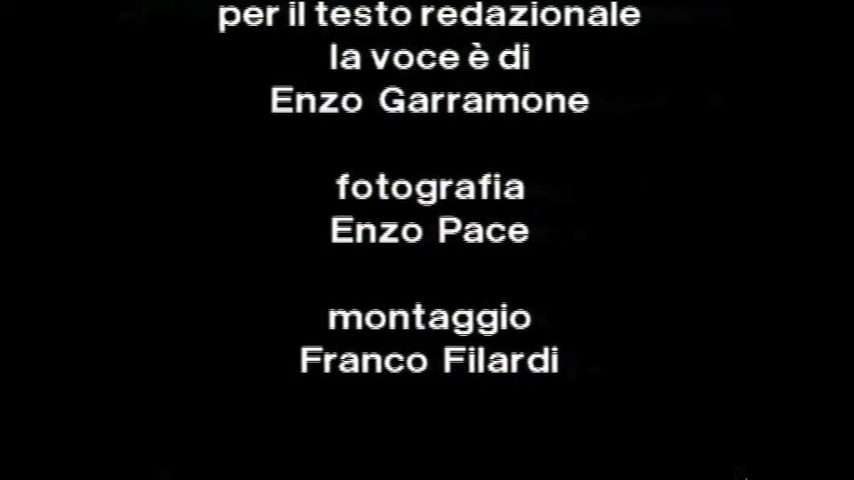 per il testo redazionale
la voce è di
Enzo Garramone
fotografia
Enzo Pace
montaggio
Franco Filardi